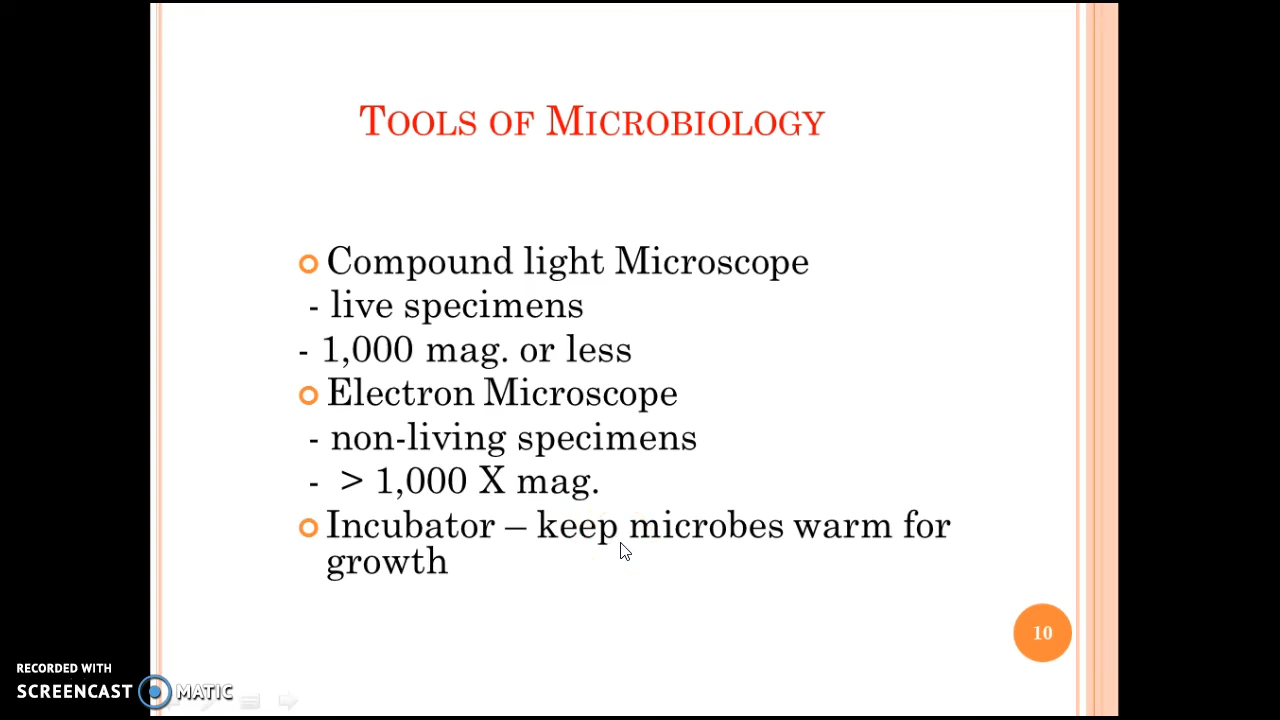 TOOLS OF MICROBIOLOGY
Compound light Microscope
- live specimens
- 1,000 mag. or less
Electron Microscope
- non-living specimens
- > 1,000 X mag.
Incubator – keep microbes warm for
growth
10
RECORDED WITH
SCREENCAST MATIC